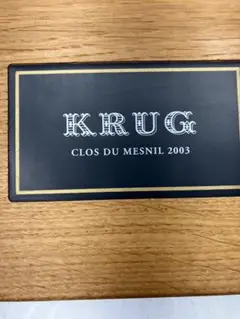 KRUG
CLOS DU MESNIL 2003